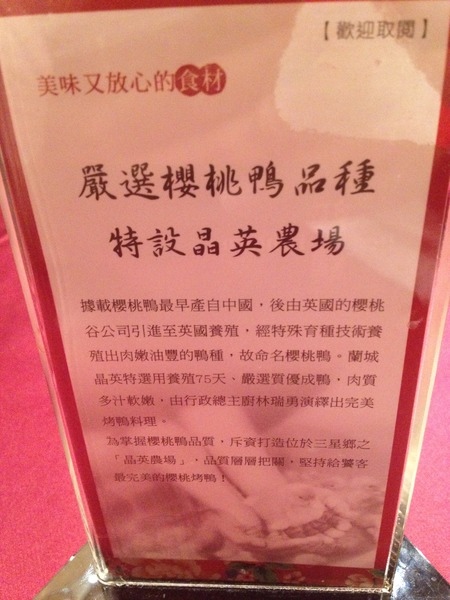 【歡迎取閱】
美味又放心的食材
嚴選櫻桃鴨品種
特設晶英農場
據載櫻桃鴨最早產自中國，後由英國的櫻桃
谷公司引進至英國養殖，經特殊育種技術養
殖出肉嫩油豐的鴨種，故命名櫻桃鴨。蘭城
晶英特選用養殖75天、嚴選質優成鴨，肉質
多汁軟嫩，由行政總主廚林瑞勇演繹出完美
烤鴨料理。
為掌握櫻桃鴨品質，斥資打造位於三星鄉之
「晶英農場」，品質層層把關、堅持給饕客
最完美的櫻桃烤鴨！